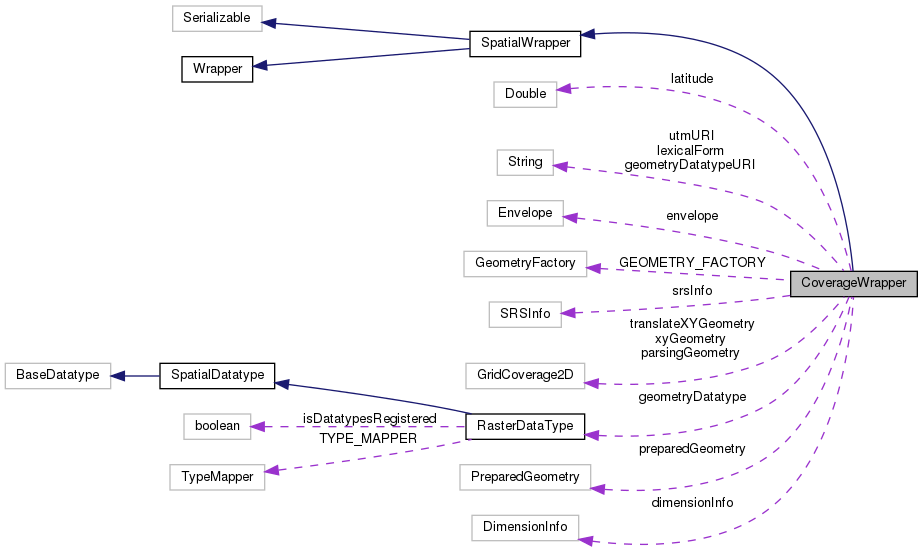 Serializable
SpatialWrapper
Wrapper
latitude
Double
utmURI
lexicalForm
geometryDatatypeURI
String
envelope
Envelope
GEOMETRY_FACTORY
GeometryFactory
CoverageWrapper
srsInfo
SRSInfo
translateXYGeometry
xyGeometry
parsingGeometry
BaseDatatype
SpatialDatatype
GridCoverage2D
geometryDatatype
isDatatypesRegistered
boolean
RasterDataType
TYPE_MAPPER
preparedGeometry
TypeMapper
PreparedGeometry
dimensionInfo
DimensionInfo